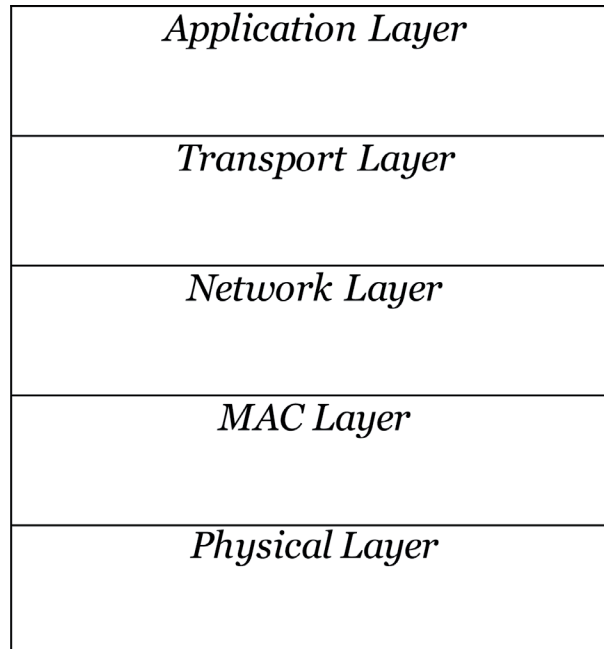 Application Layer
Transport Layer
Network Layer
MAC Layer
Physical Layer